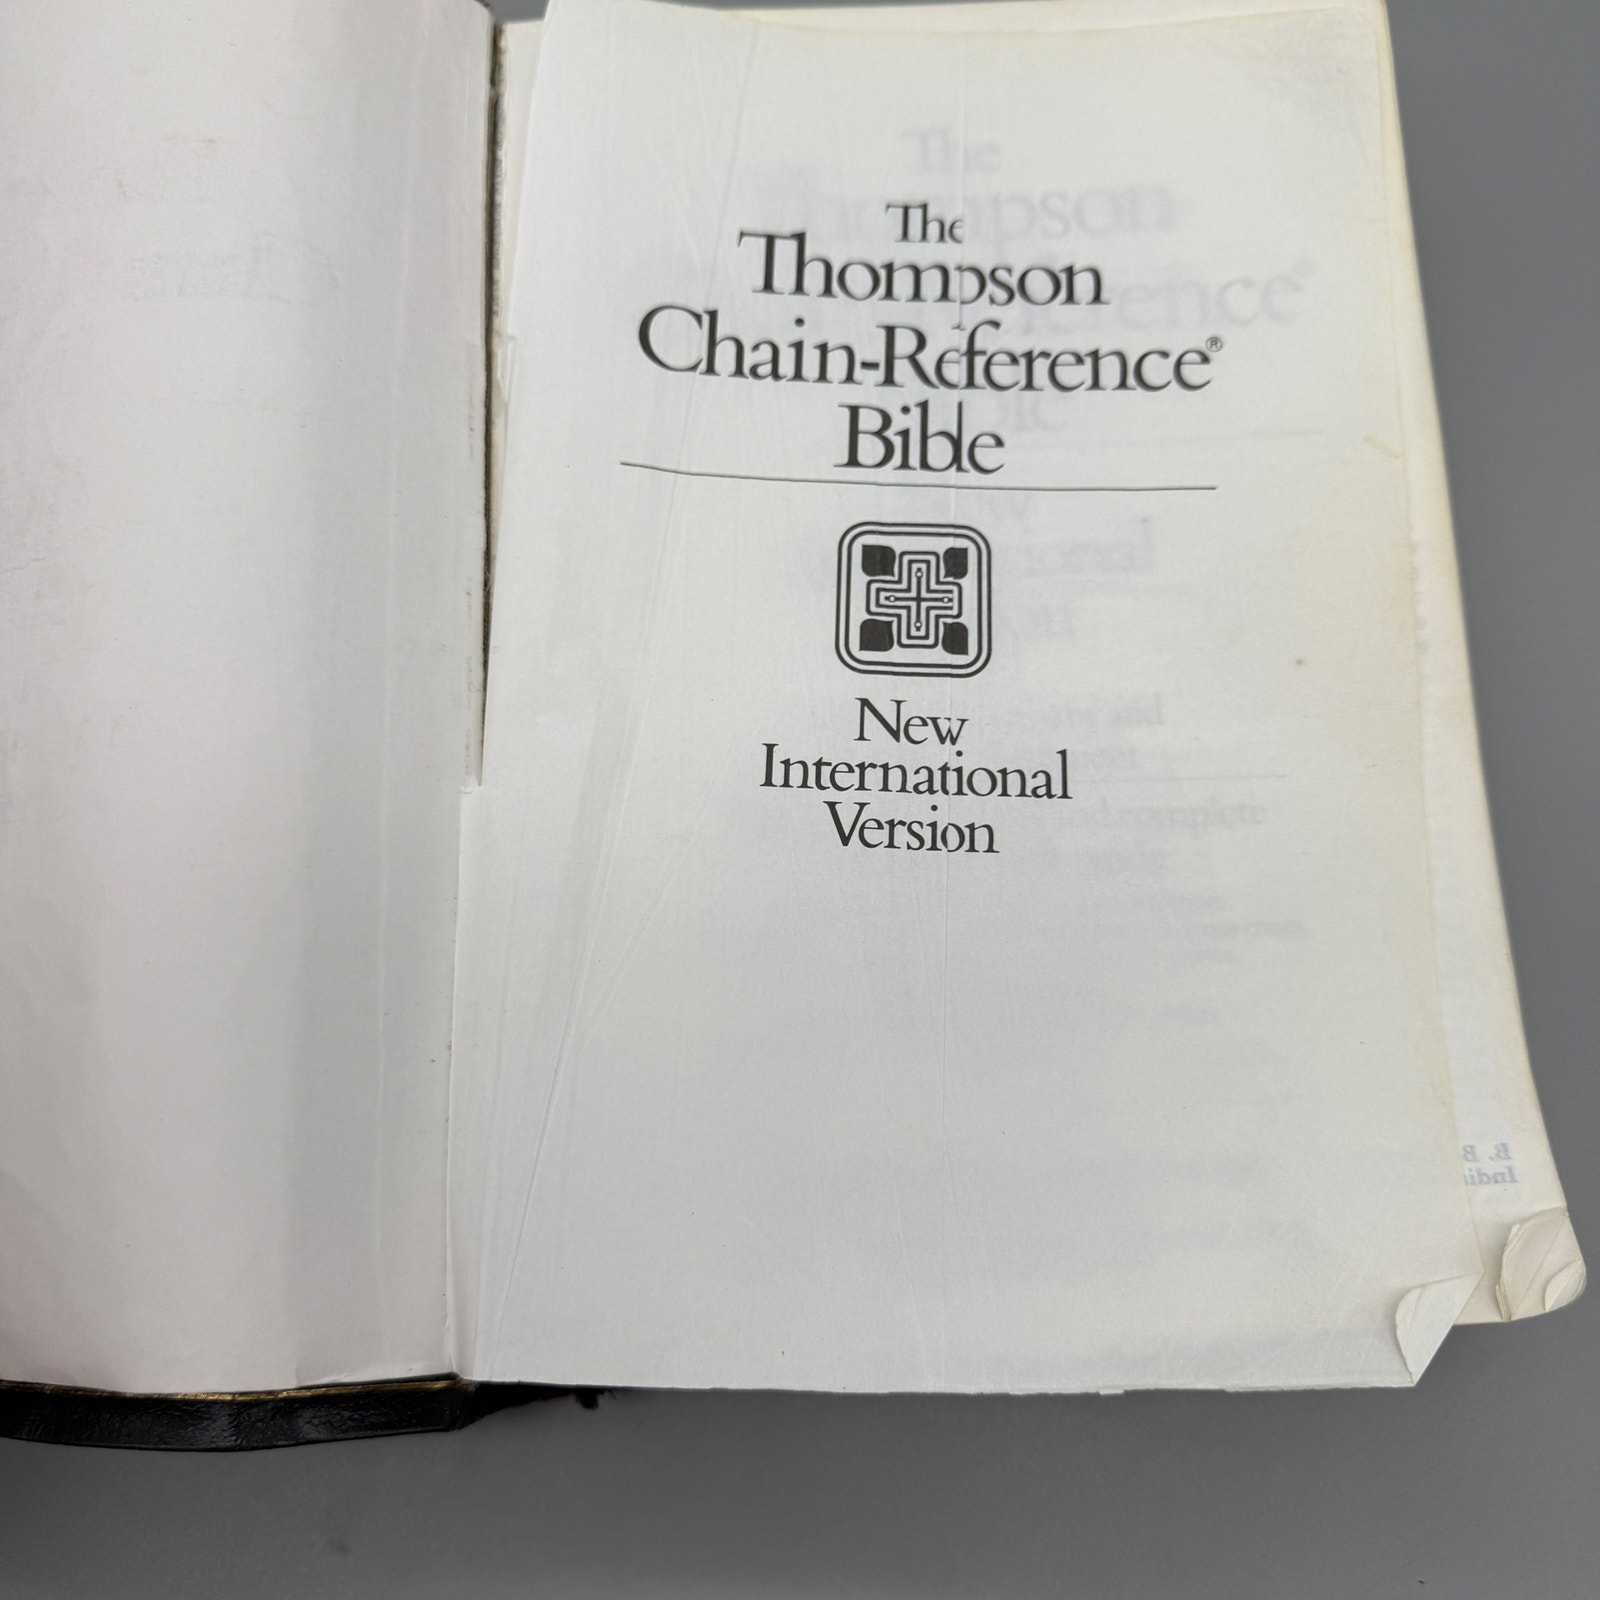 The
Thompson
Chain-Reference®
Bible
New
International
Version